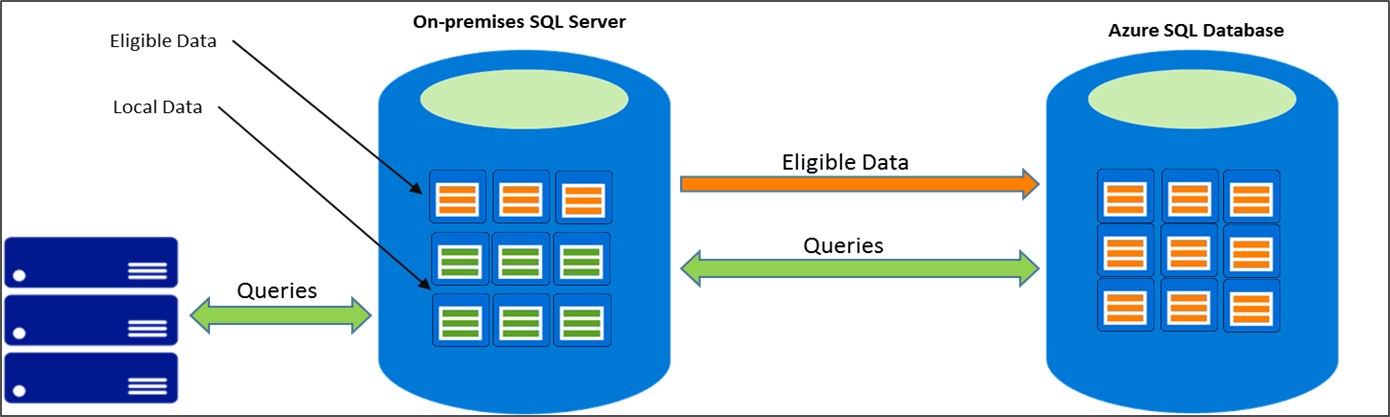 On-premises SQL Server
Azure SQL Database
Eligible Data
Local Data
Eligible Data
Queries
Queries